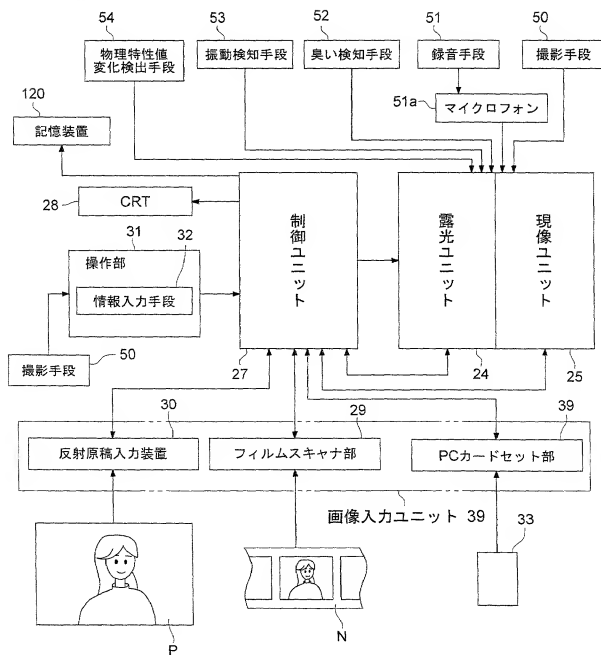 54
53
52
51
50
物理特性値
変化検出手段
振動検知手段
臭い検知手段
録音手段
撮影手段
120
記憶装置
51a
マイクロフォン
28
CRT
31
32
操作部
情報入力手段
制御ユニット
露光ユニット
現像ユニット
撮影手段
50
27
24
25
30
29
39
反射原稿入力装置
フィルムスキャナ部
PCカードセット部
画像入力ユニット 39
33
P
N